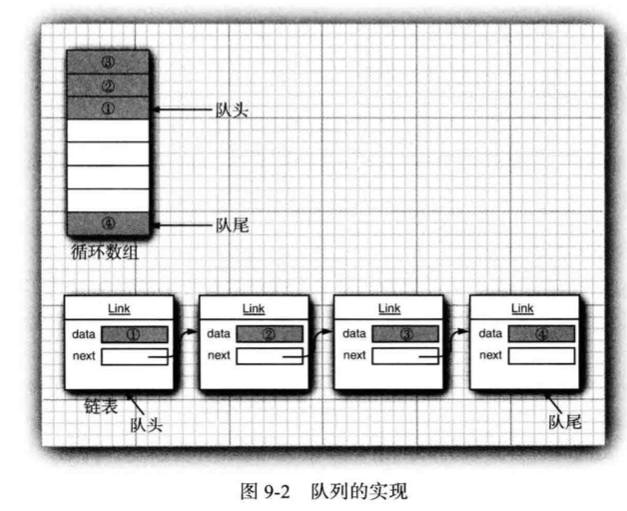 ③
②
①
队头
④
队尾
循环数组
Link Link Link Link
data ① data ② data ③ data ④
next next next next
链表
队头
队尾
图 9-2 队列的实现